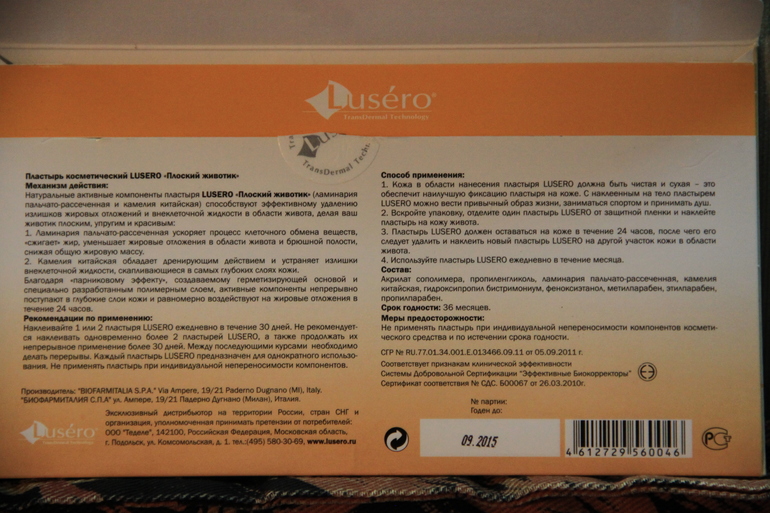 Luséro®
TransDermal Technology
Luséro
TransDermal Tech
Пластырь косметический LUSERO «Плоский животик»
Механизм действия:
Натуральные активные компоненты пластыря LUSERO «Плоский животик» (ламинария
пальчато-рассеченная и камелия китайская) способствуют эффективному удалению
излишков жировых отложений и внеклеточной жидкости в области живота, делая ваш
животик плоским, упругим и красивым:
1. Ламинария пальчато-рассеченная ускоряет процесс клеточного обмена веществ,
«сжигает» жир, уменьшает жировые отложения в области живота и брюшной полости,
снижая общую жировую массу.
2. Камелия китайская обладает дренирующим действием и устраняет излишки
внеклеточной жидкости, скапливающиеся в самых глубоких слоях кожи.
Благодаря «парниковому эффекту», создаваемому герметизирующей основой и
специально разработанным полимерным слоем, активные компоненты непрерывно
поступают в глубокие слои кожи и равномерно воздействуют на жировые отложения в
течение 24 часов.
Рекомендации по применению:
Наклеивайте 1 или 2 пластыря LUSERO ежедневно в течение 30 дней. Не рекомендует-
ся наклеивать одновременно более 2 пластырей LUSERO, а также продолжать их
непрерывное применение более 30 дней. Между последующими курсами необходимо
делать перерывы. Каждый пластырь LUSERO предназначен для однократного использо-
вания. Не применять пластырь при индивидуальной непереносимости компонентов.
Производитель: "BIOFARMITALIA S.P.A." Via Ampere, 19/21 Paderno Dugnano (MI), Italy.
"БИОФАРМИТАЛИЯ С.П.А" ул. Ампере, 19/21 Падерно Дугнано (Милан), Италия.
Luséro
TransDermal Technology
Эксклюзивный дистрибьютор на территории России, стран СНГ и
организация, уполномоченная принимать претензии от потребителей:
ООО "Теделе", 142100, Российская Федерация, Московская область,
г. Подольск, ул. Комсомольская, д. 1. тел.:(495) 580-30-69, www.lusero.ru
Способ применения:
1. Кожа в области нанесения пластыря LUSERO должна быть чистая и сухая – это
обеспечит наилучшую фиксацию пластыря на коже. С наклеенным на тело пластырем
LUSERO можно вести привычный образ жизни, заниматься спортом и принимать душ.
2. Вскройте упаковку, отделите один пластырь LUSERO от защитной пленки и наклейте
пластырь на кожу живота.
3. Пластырь LUSERO должен оставаться на коже в течение 24 часов, после чего его
следует удалить и наклеить новый пластырь LUSERO на другой участок кожи в области
живота.
4. Используйте пластырь LUSERO ежедневно в течение месяца.
Состав:
Акрилат сополимера, пропиленгликоль, ламинария пальчато-рассеченная, камелия
китайская, гидроксипропил бистримониум, феноксиэтанол, метилпарабен, этилпарабен,
пропилпарабен.
Срок годности: 36 месяцев.
Меры предосторожности:
Не применять пластырь при индивидуальной непереносимости компонентов космети-
ческого средства и по истечении срока годности.
СГР № RU.77.01.34.001.Е.013466.09.11 от 05.09.2011 г.
Соответствует признакам клинической эффективности
Системы Добровольной Сертификации "Эффективные Биокорректоры"
Сертификат соответствия № СДС. Б00067 от 26.03.2010г.
№ партии:
Годен до:
09.2015
4 612729 560046
РСТ